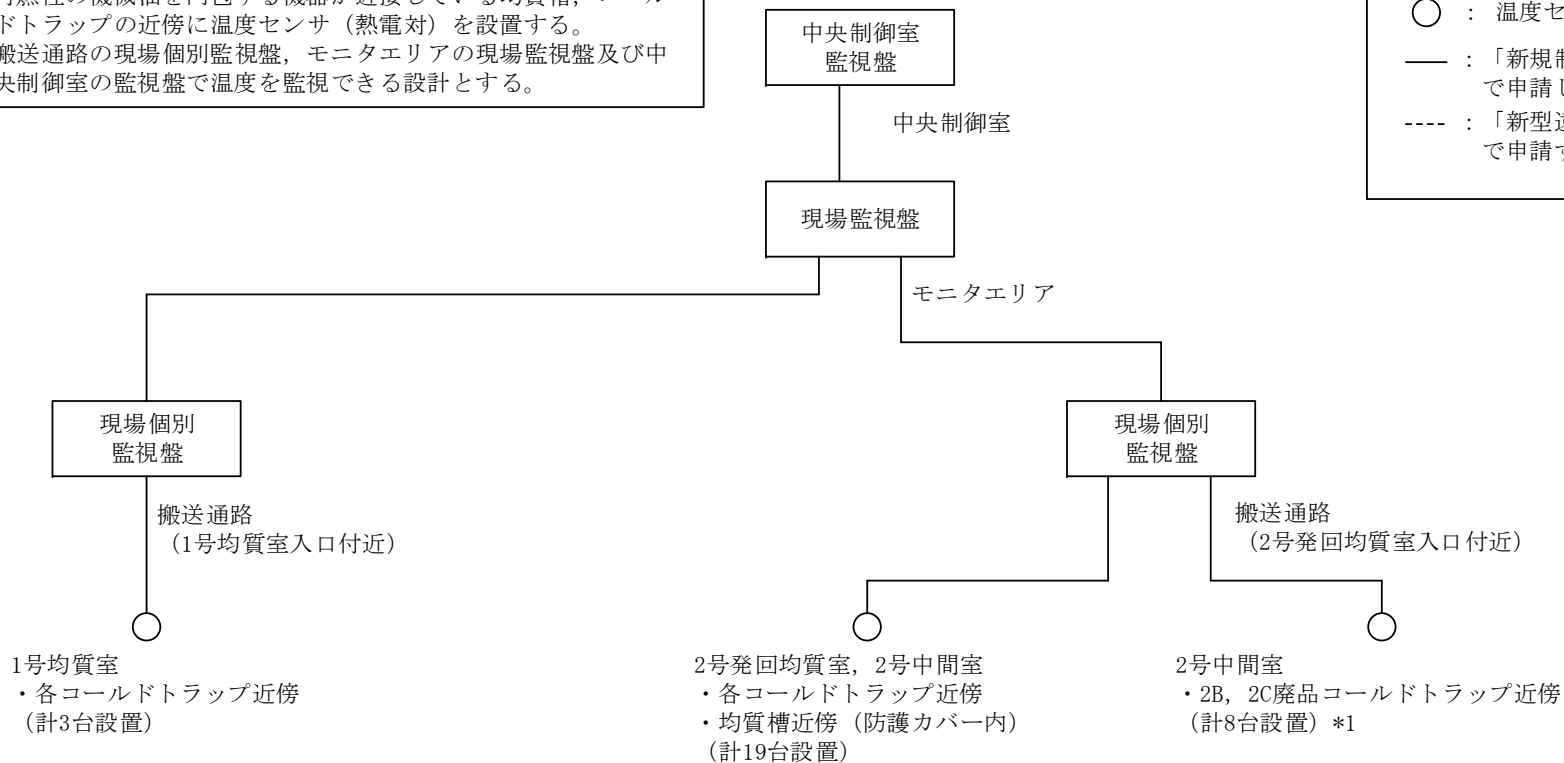 ドトラップの近傍に温度センサ（熱電対）を設置する。
搬送通路の現場個別監視盤，モニタエリアの現場監視盤及び中
央制御室の監視盤で温度を監視できる設計とする。
中央制御室
監視盤
○ ： 温度セ
―― ：「新規制
で申請し
---- ：「新型遠
で申請す
中央制御室
現場監視盤
モニタエリア
現場個別
監視盤
現場個別
監視盤
搬送通路
（1号均質室入口付近）
搬送通路
（2号発回均質室入口付近）
1号均質室
・各コールドトラップ近傍
（計3台設置）
2号発回均質室，2号中間室
・各コールドトラップ近傍
・均質槽近傍（防護カバー内）
（計19台設置）
2号中間室
・2B，2C廃品コールドトラップ近傍
（計8台設置）*1